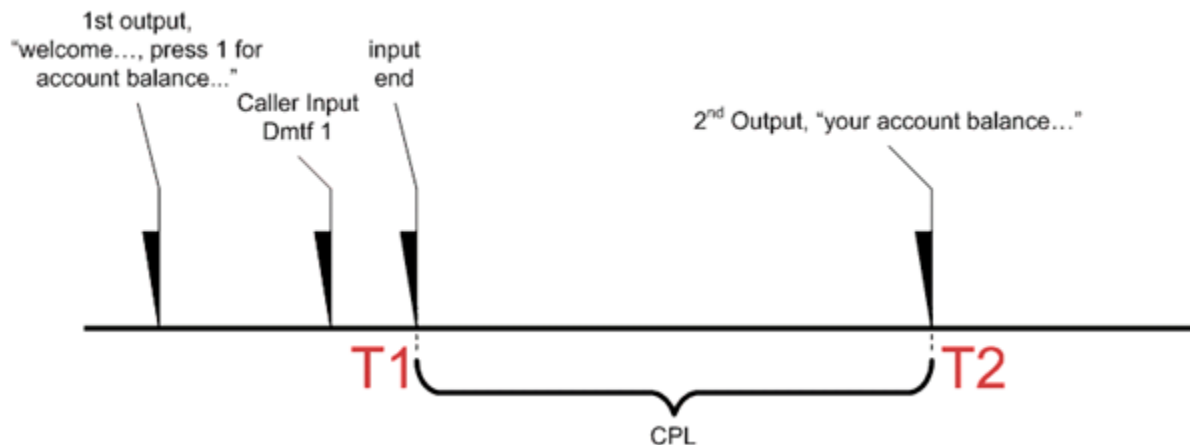 1st output,
“welcome…, press 1 for
account balance...”
Caller Input
Dmtf 1
input
end
2nd Output, “your account balance…”
T1
T2
CPL